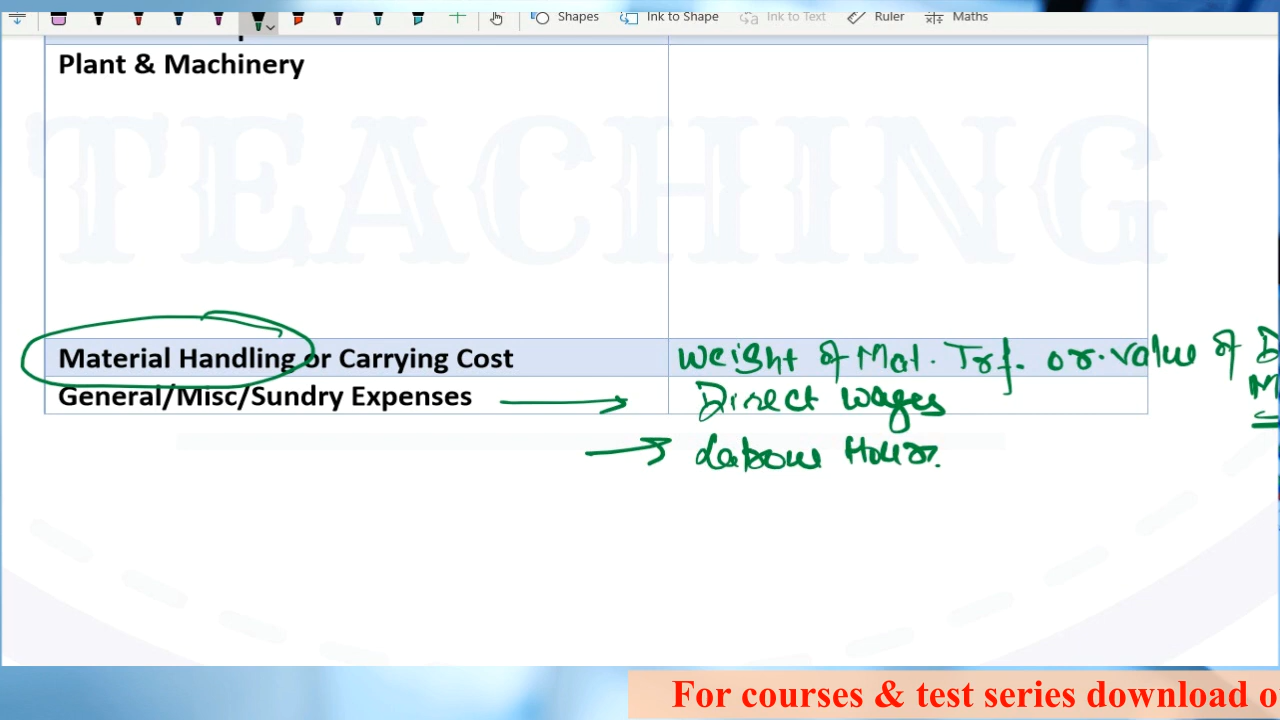 Shapes Ink to Shape Ink to Text Ruler Maths
Plant & Machinery
TEACHING
Material Handling or Carrying Cost Weight of Mat. Trf. or. value of D
M
General/Misc/Sundry Expenses Direct wages
Labour Hour.
For courses & test series download o